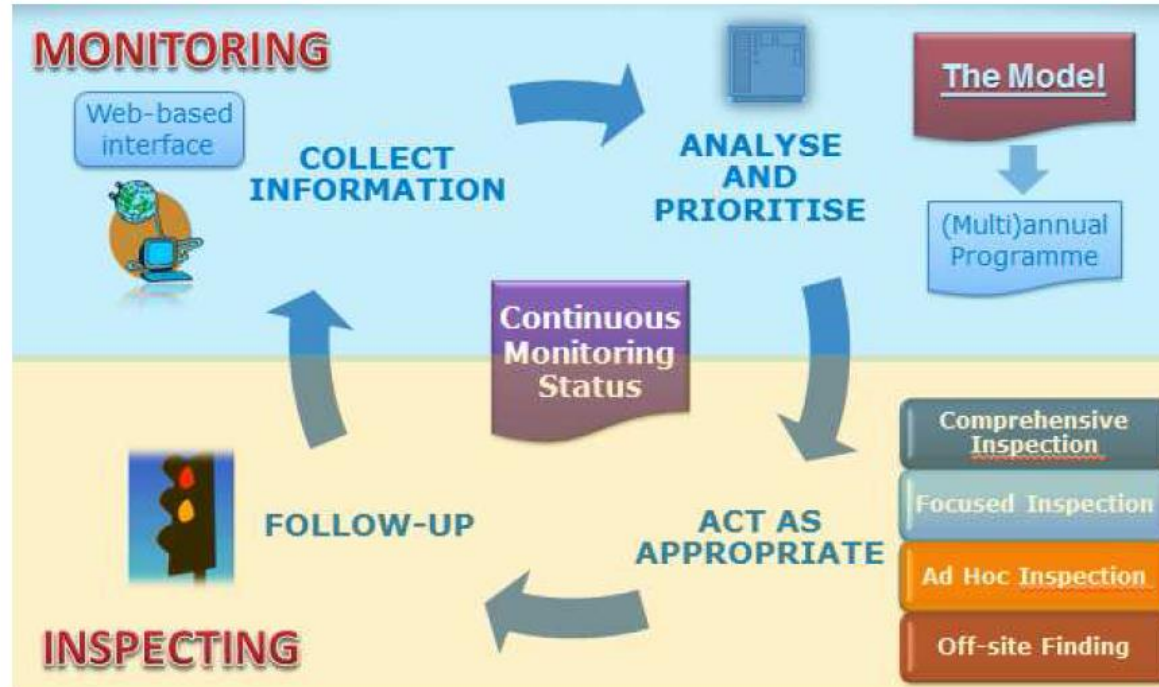 MONITORING
Web-based
interface
COLLECT
INFORMATION
ANALYSE
AND
PRIORITISE
The Model
(Multi)annual
Programme
Continuous
Monitoring
Status
Comprehensive
Inspection
Focused Inspection
Ad Hoc Inspection
Off-site Finding
ACT AS
APPROPRIATE
FOLLOW-UP
INSPECTING